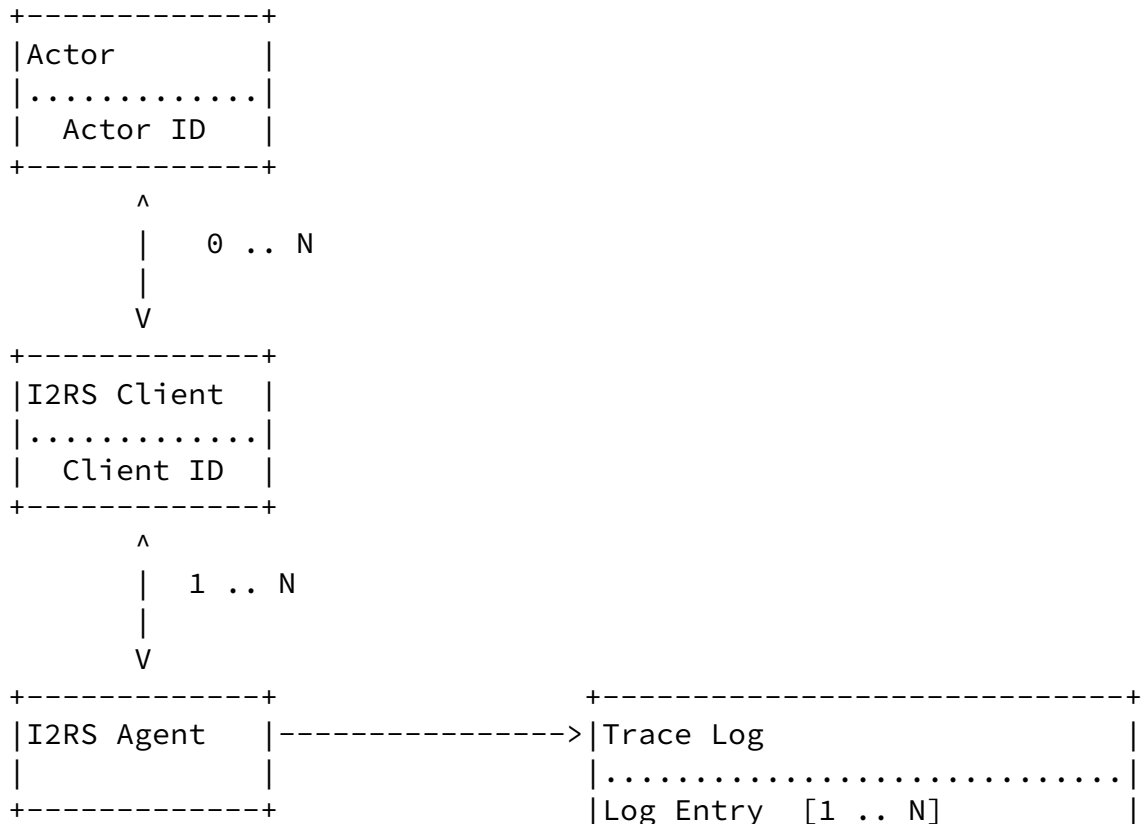 +-------------+
|Actor        |
|.............|
|  Actor ID   |
+-------------+
       ^
       |   0 .. N
       |
       V
+-------------+
|I2RS Client  |
|.............|
|  Client ID  |
+-------------+
       ^
       |  1 .. N
       |
       V
+-------------+                 +-----------------------------+
|I2RS Agent   |---------------->|Trace Log                    |
|             |                 |.............................|
+-------------+                 |Log Entry  [1 .. N]          |